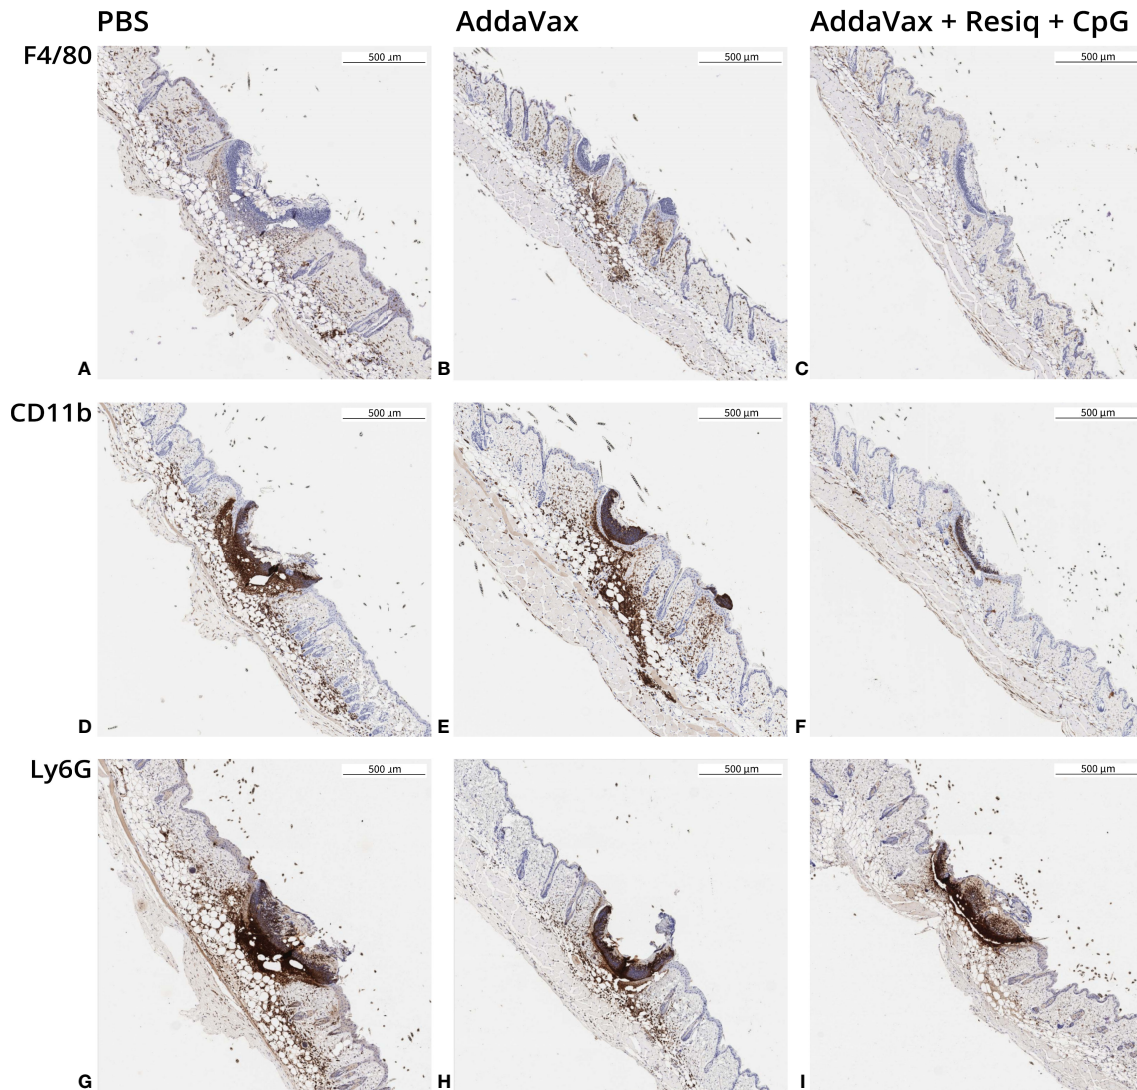 PBS AddaVax AddaVax + Resiq + CpG
F4/80 500 µm 500 µm 500 µm
A B C
CD11b 500 µm 500 µm 500 µm
D E F
Ly6G 500 µm 500 µm 500 µm
G H I